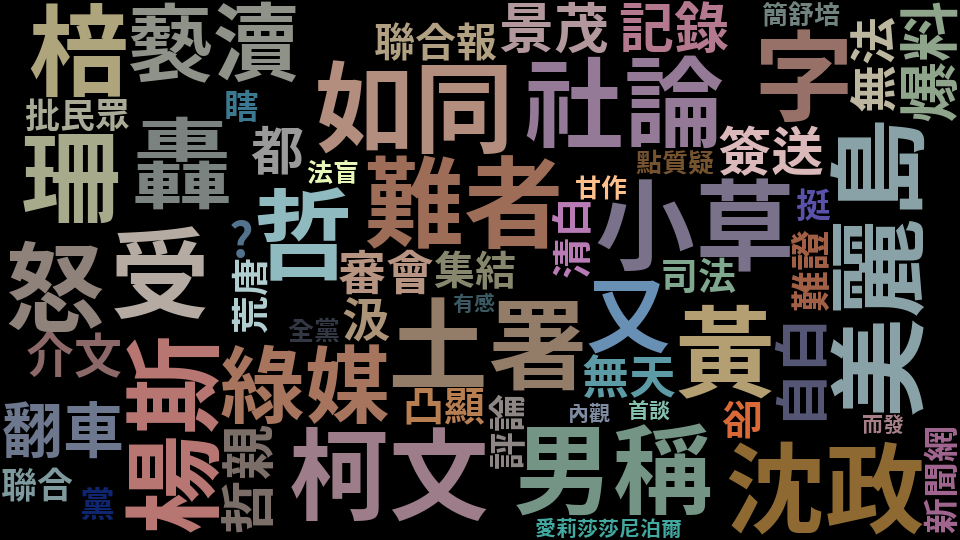 棓
褻瀆
聯合報
景茂
記錄
簡舒培
無法
爆料
批民眾
瞎
如同
社論
字
珊
轟
都
法盲
難者
點質疑
簽送
美麗島
甘作
小草
挺
清白
哲
?
怒
受
荒唐
審會
集結
司法
難證
有感
汲
土署
又
黃
自白
全黨
介文
楊斯
綠媒
無天
凸顯
評論
內觀
首談
卻
而發
翻車
哲親
柯文
男稱
沈政
新聞網
聯合
黨
愛莉莎莎尼泊爾